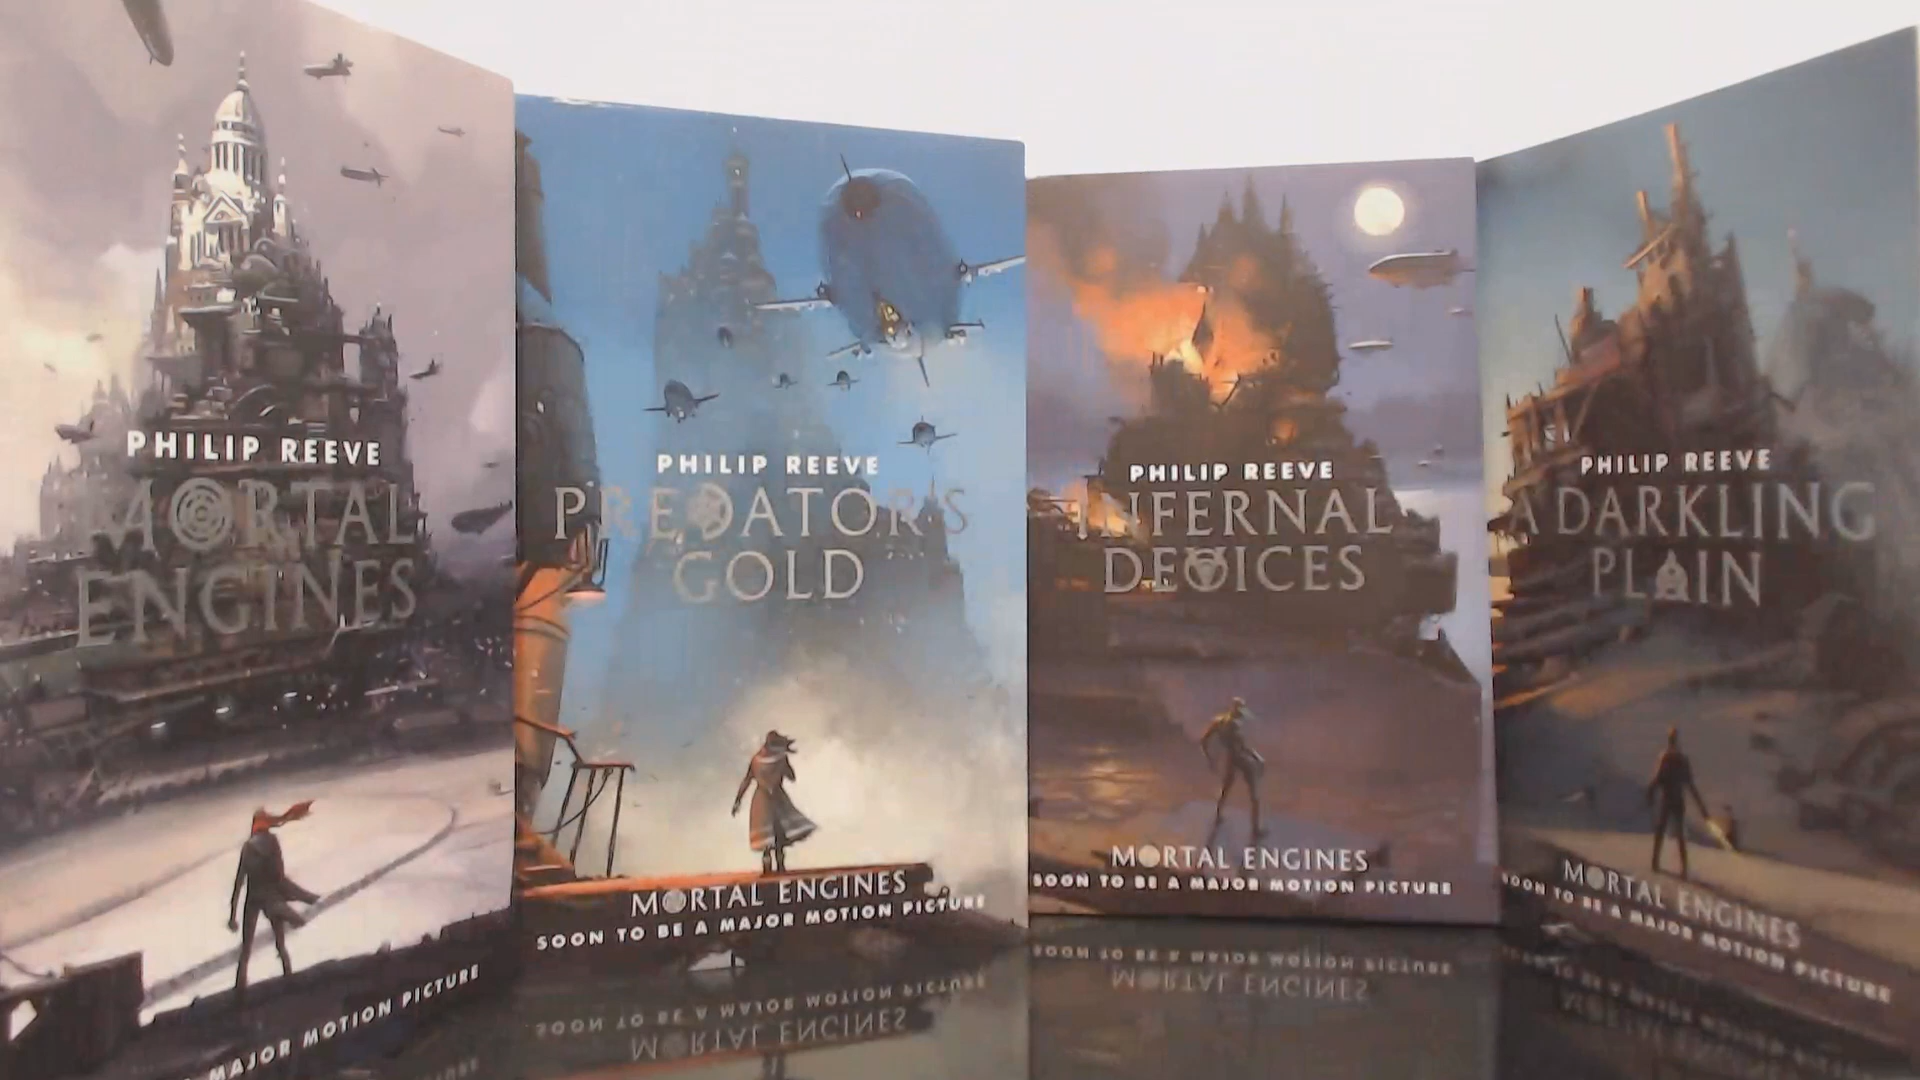 PHILIP REEVE
MORTAL
ENGINES
A MAJOR MOTION PICTURE
PHILIP REEVE
PREDATOR'S
GOLD
MORTAL ENGINES
SOON TO BE A MAJOR MOTION PICTURE
PHILIP REEVE
INFERNAL
DEVICES
MORTAL ENGINES
SOON TO BE A MAJOR MOTION PICTURE
PHILIP REEVE
A DARKLING
PLAIN
MORTAL ENGINES
SOON TO BE A MAJOR MOTION PICTURE